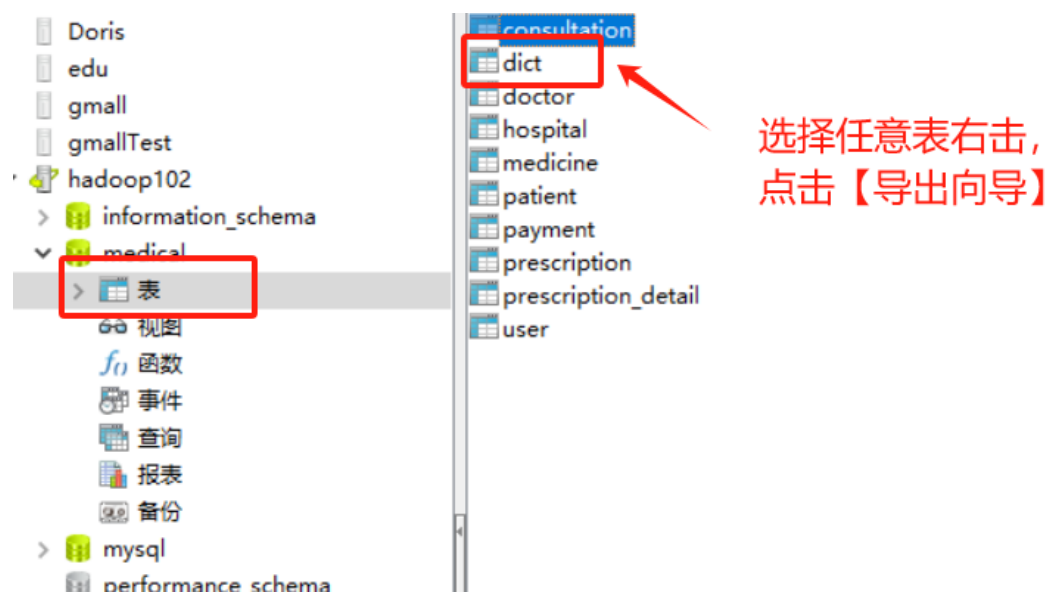 Doris
edu
gmall
gmallTest
hadoop102
information_schema
medical
表
视图
函数
事件
查询
报表
备份
mysql
performance_schema
consultation
dict
doctor
hospital
medicine
patient
payment
prescription
prescription_detail
user
选择任意表右击，
点击【导出向导】